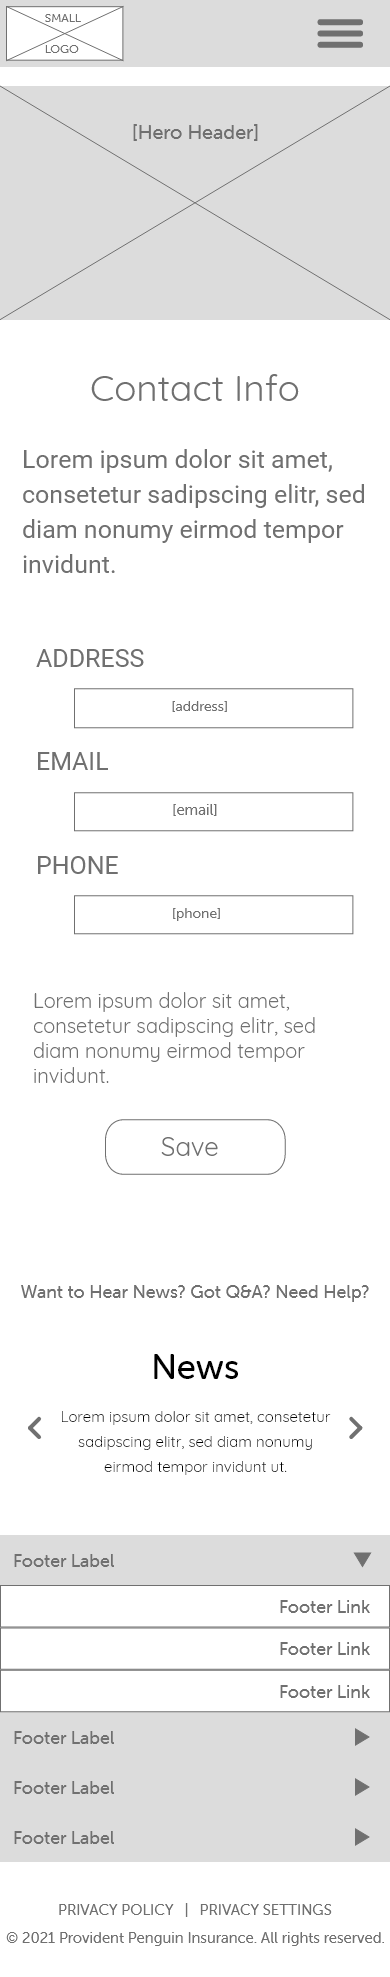 SMALL
LOGO
[Hero Header]
Contact Info
Lorem ipsum dolor sit amet,
consetetur sadipscing elitr, sed
diam nonumy eirmod tempor
invidunt.
ADDRESS
[address]
EMAIL
[email]
PHONE
[phone]
Lorem ipsum dolor sit amet,
consetetur sadipscing elitr, sed
diam nonumy eirmod tempor
invidunt.
Save
Want to Hear News? Got Q&A? Need Help?
News
Lorem ipsum dolor sit amet, consetetur
sadipscing elitr, sed diam nonumy
eirmod tempor invidunt ut.
Footer Label
Footer Link
Footer Link
Footer Link
Footer Label
Footer Label
Footer Label
PRIVACY POLICY | PRIVACY SETTINGS
© 2021 Provident Penguin Insurance. All rights reserved.